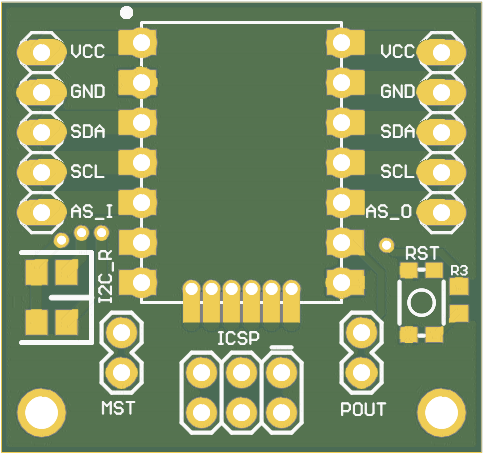 VCC VCC
GND GND
SDA SDA
SCL SCL
AS_I AS_O
I2C_R
RST
R3
ICSP
MST
POUT